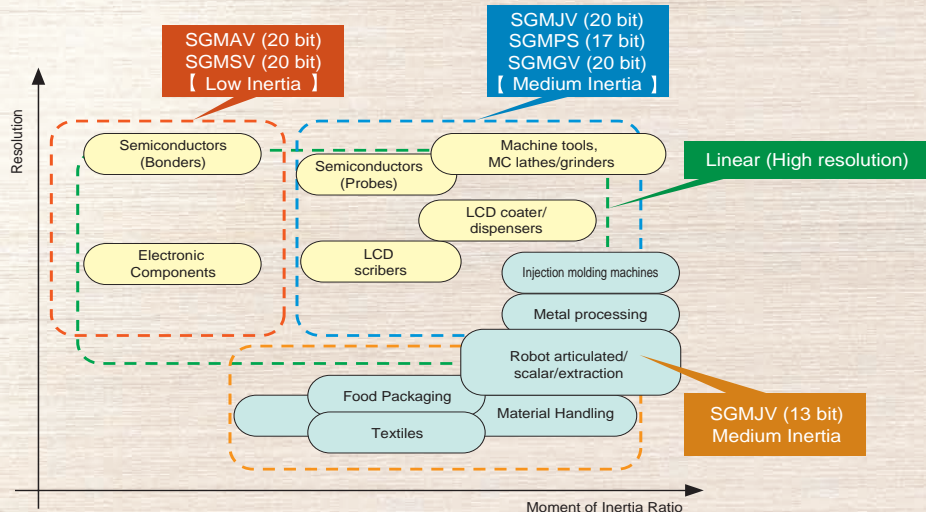 SGMAV (20 bit)
SGMSV (20 bit)
【 Low Inertia 】
SGMJV (20 bit)
SGMPS (17 bit)
SGMGV (20 bit)
【 Medium Inertia 】
Resolution
Semiconductors
(Bonders)
Semiconductors
(Probes)
Machine tools,
MC lathes/grinders
Linear (High resolution)
LCD coater/
dispensers
Electronic
Components
LCD
scribers
Injection molding machines
Metal processing
Robot articulated/
scalar/extraction
Food Packaging
Material Handling
Textiles
SGMJV (13 bit)
Medium Inertia
Moment of Inertia Ratio